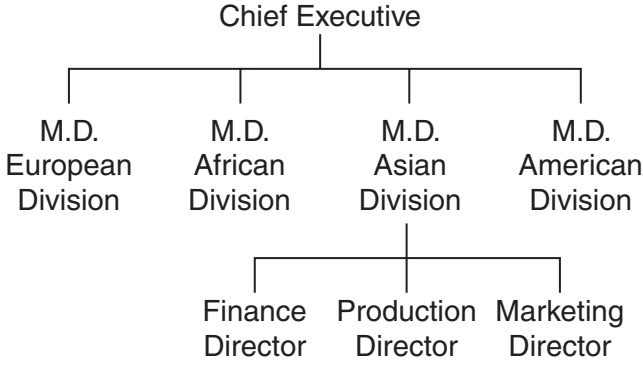 Chief Executive
M.D. European Division
M.D. African Division
M.D. Asian Division
M.D. American Division
Finance Director
Production Director
Marketing Director